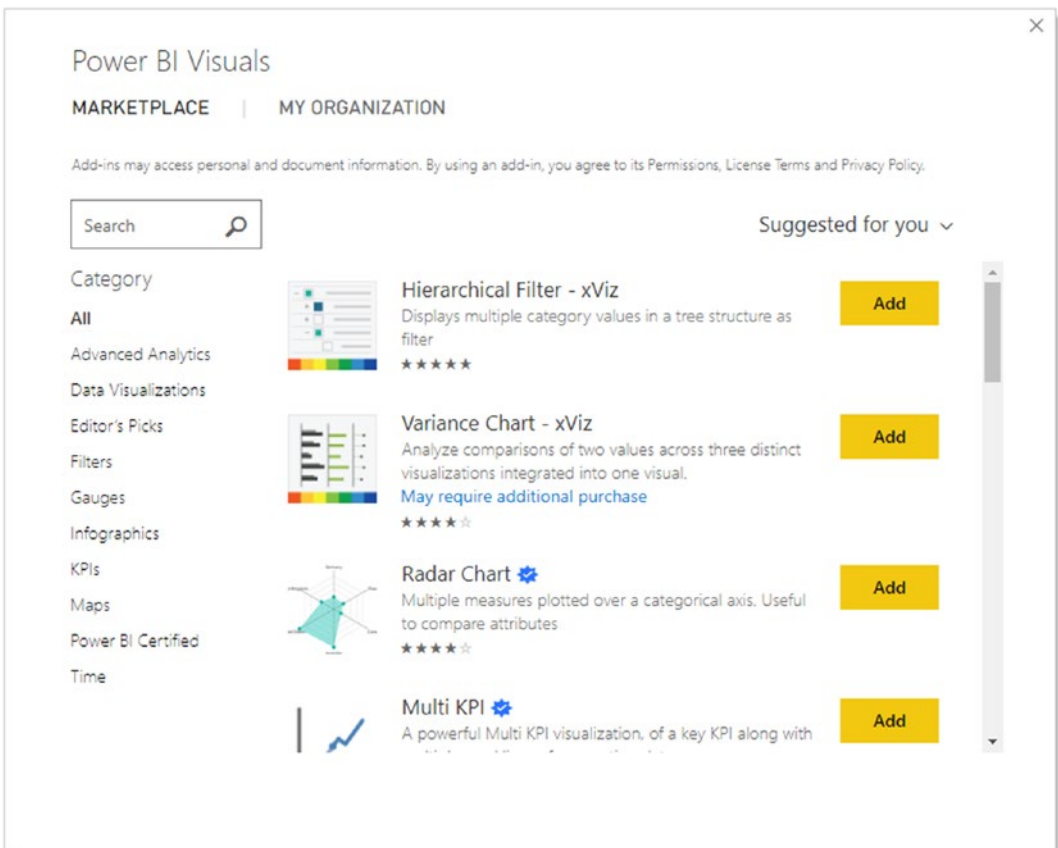 Power BI Visuals
MARKETPLACE | MY ORGANIZATION
Add-ins may access personal and document information. By using an add-in, you agree to its Permissions, License Terms and Privacy Policy.
Search
Suggested for you
Category
All
Advanced Analytics
Data Visualizations
Editor's Picks
Filters
Gauges
Infographics
KPIs
Maps
Power BI Certified
Time
Hierarchical Filter - xViz
Displays multiple category values in a tree structure as
filter
Add
Variance Chart - xViz
Analyze comparisons of two values across three distinct
visualizations integrated into one visual.
May require additional purchase
Add
Radar Chart
Multiple measures plotted over a categorical axis. Useful
to compare attributes
Add
Multi KPI
A powerful Multi KPI visualization, of a key KPI along with
Add